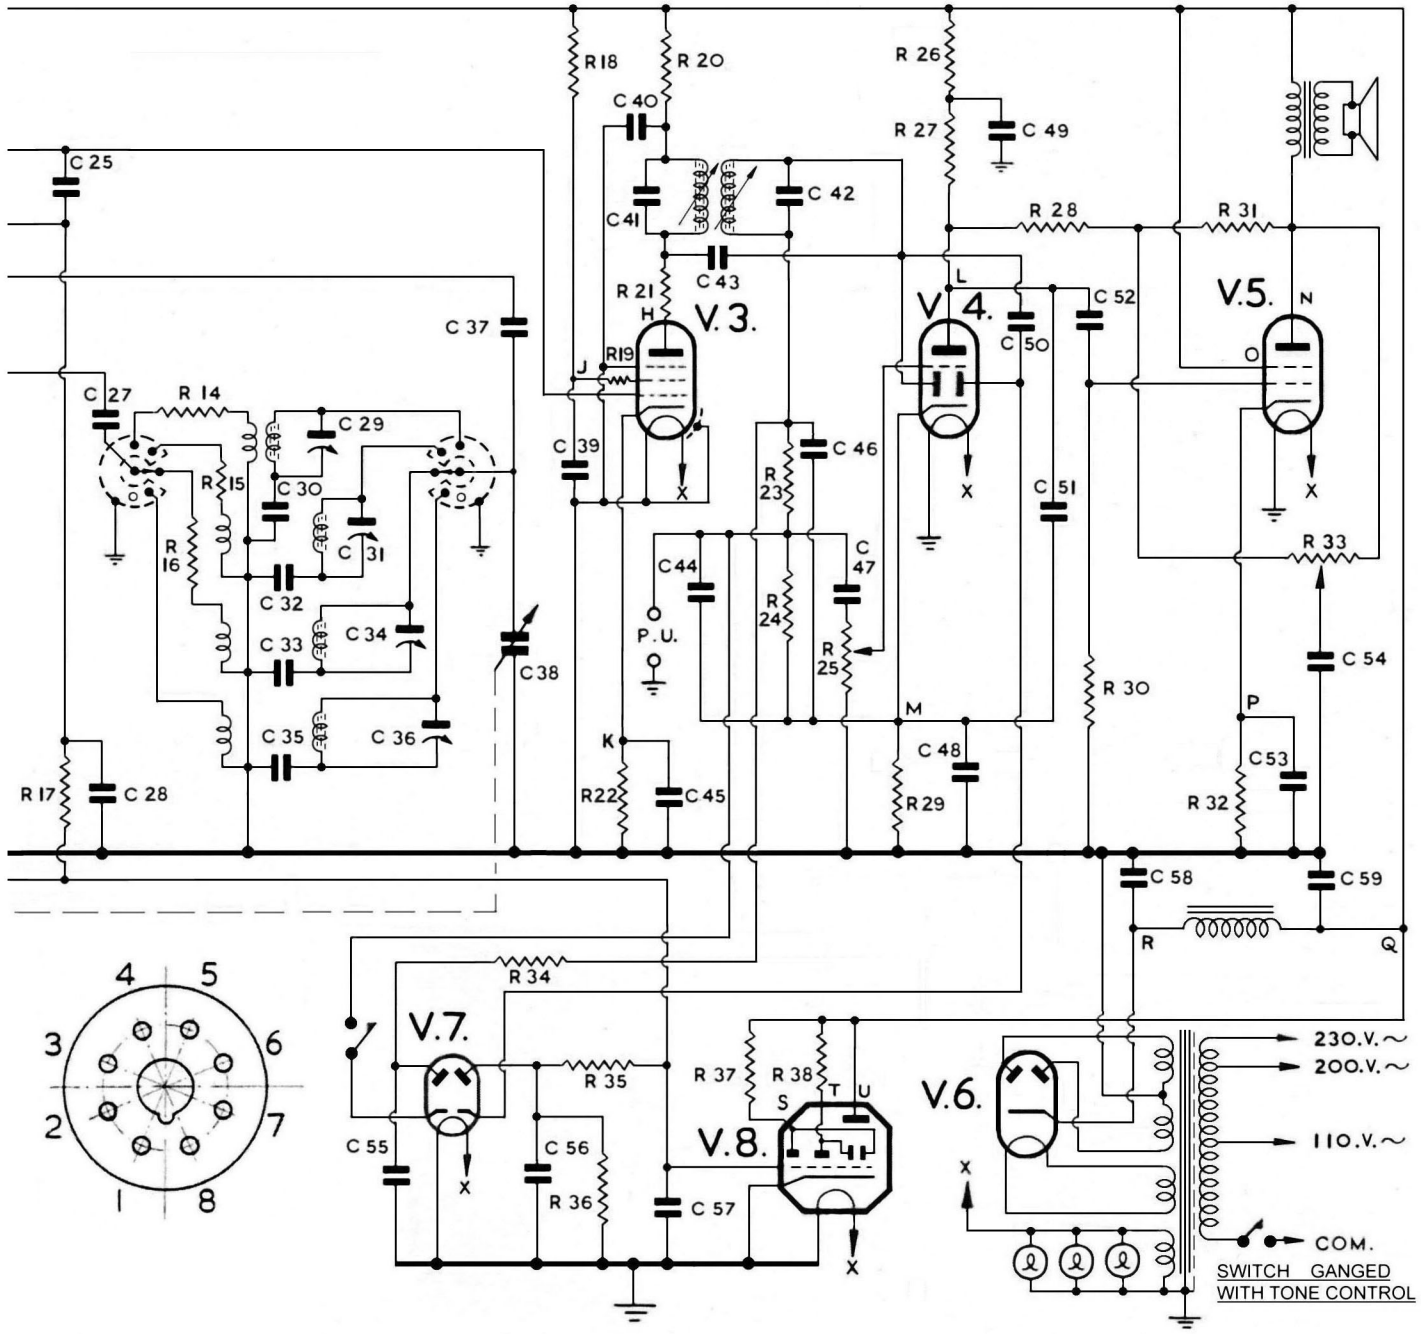 R 18
R 20
R 26
C 40
R 27
C 49
C 25
C 41
C 42
R 28
R 31
C 43
R 21
H
V.3.
L
V 4.
C 52
V.5.
N
C 37
C 50
O
J
R19
C 27
R 14
C 29
C 39
C 46
X
X
X
R 15
C 30
R 23
C 51
R 16
C 31
C 44
C 47
R 33
C 32
R 24
P.U.
C 33
C 34
R 25
C 54
C 38
R 30
M
P
C 35
C 36
K
C 48
C53
R 17
C 28
R22
C 45
R29
R 32
C 58
C 59
R
Q
R 34
4
5
3
6
2
7
1
8
V.7.
R 35
R 37
R 38
S
T
U
V.6.
230.V.~
200.V.~
110.V.~
C 55
C 56
R 36
V.8.
X
C 57
X
X
COM.
SWITCH GANGED
WITH TONE CONTROL